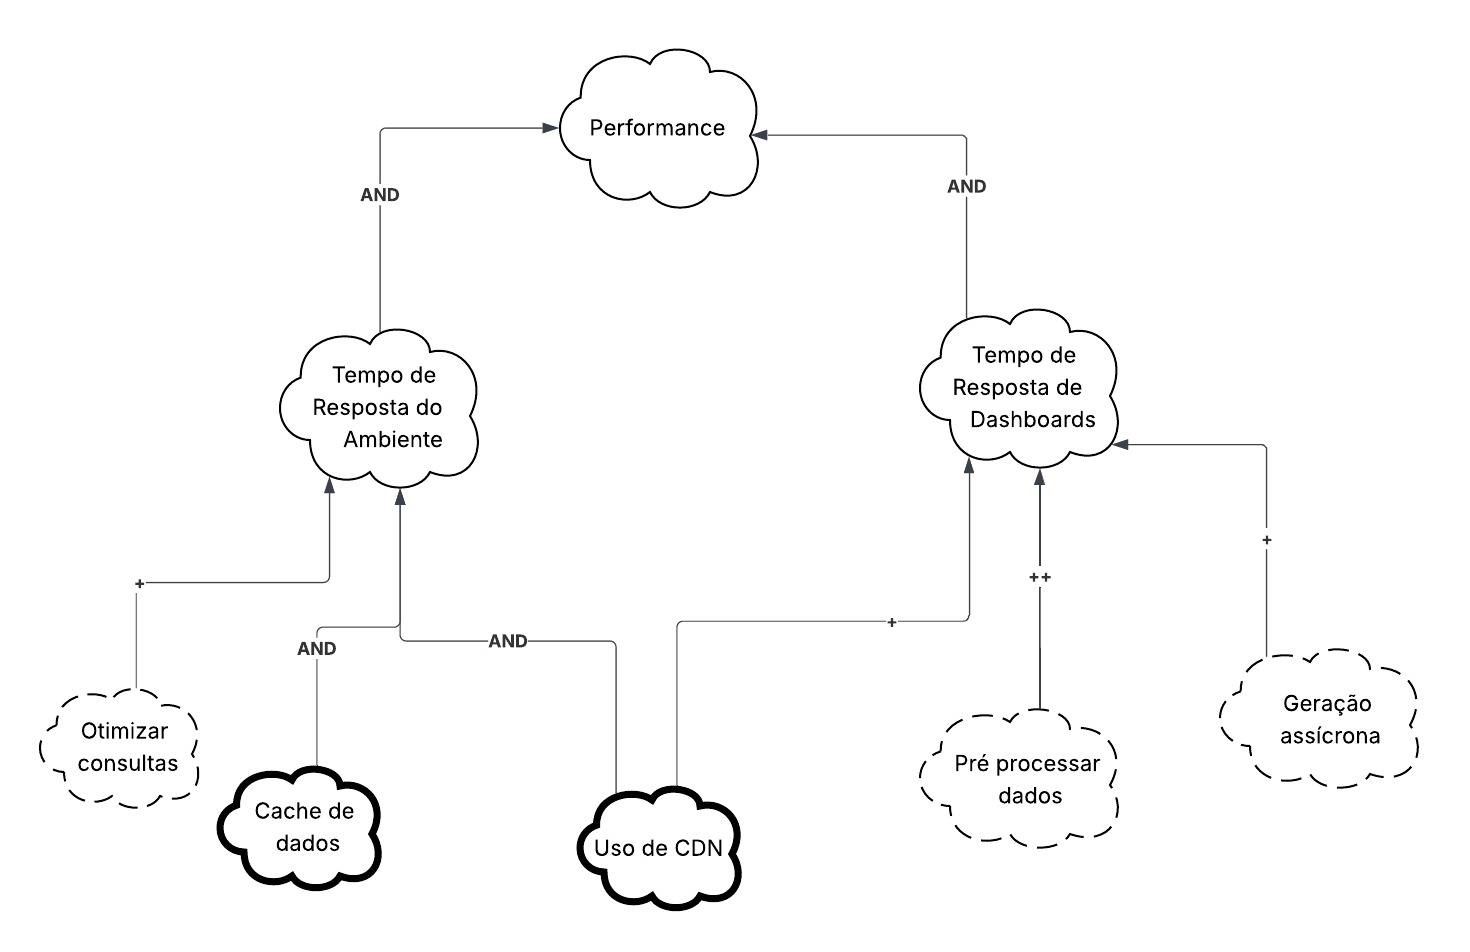 Performance
AND
AND
Tempo de
Resposta do
Ambiente
Tempo de
Resposta de
Dashboards
+
++
+
+
AND
AND
Otimizar
consultas
Cache de
dados
Uso de CDN
Pré processar
dados
Geração
assícrona